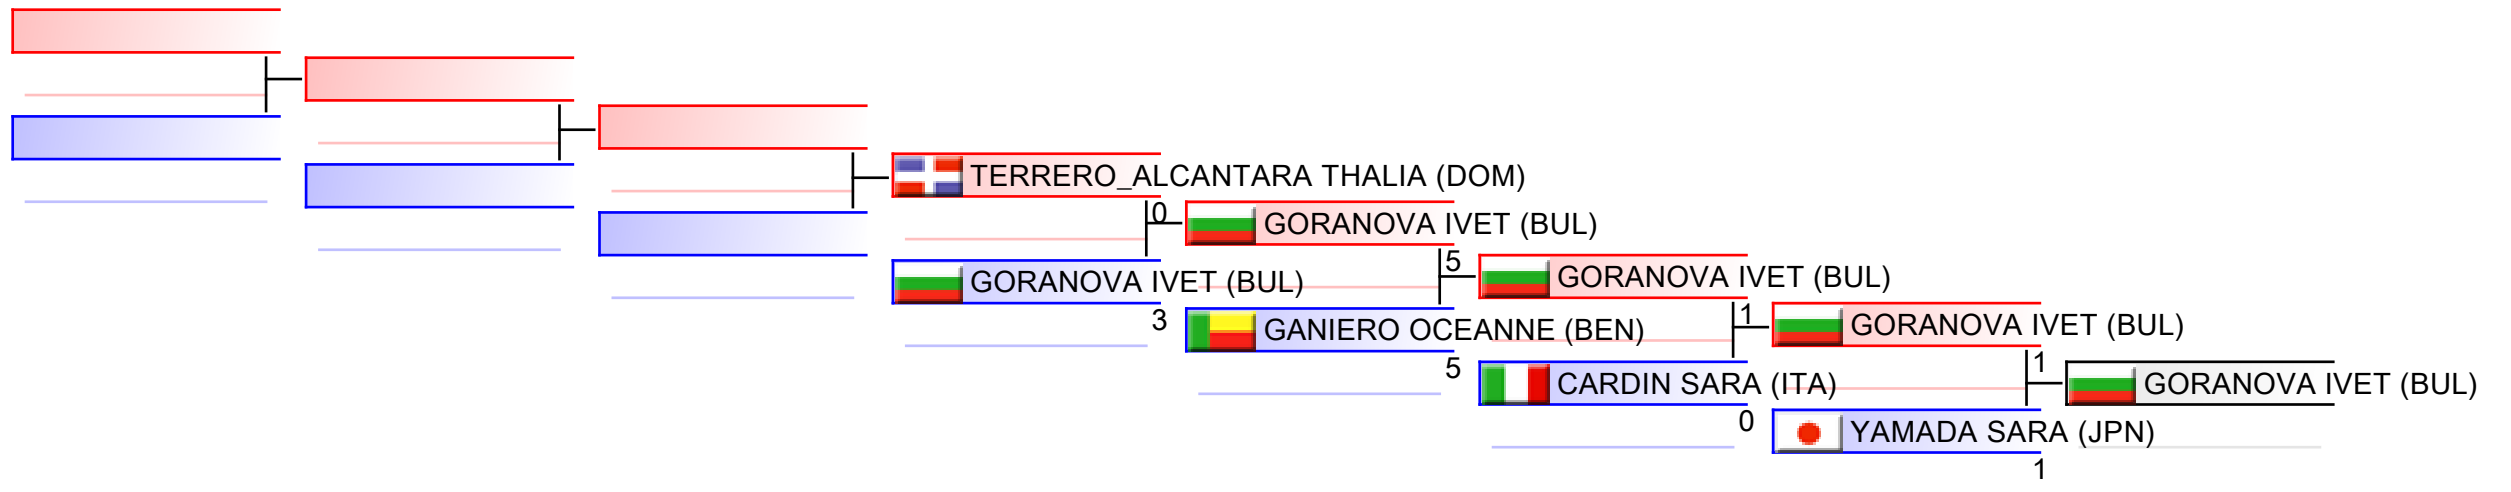 TERRERO_ALCANTARA THALIA (DOM)
0
GORANOVA IVET (BUL)
5
GORANOVA IVET (BUL)
GORANOVA IVET (BUL)
3
1
GANIERO OCEANNE (BEN)
GORANOVA IVET (BUL)
5
1
CARDIN SARA (ITA)
GORANOVA IVET (BUL)
0
YAMADA SARA (JPN)
1